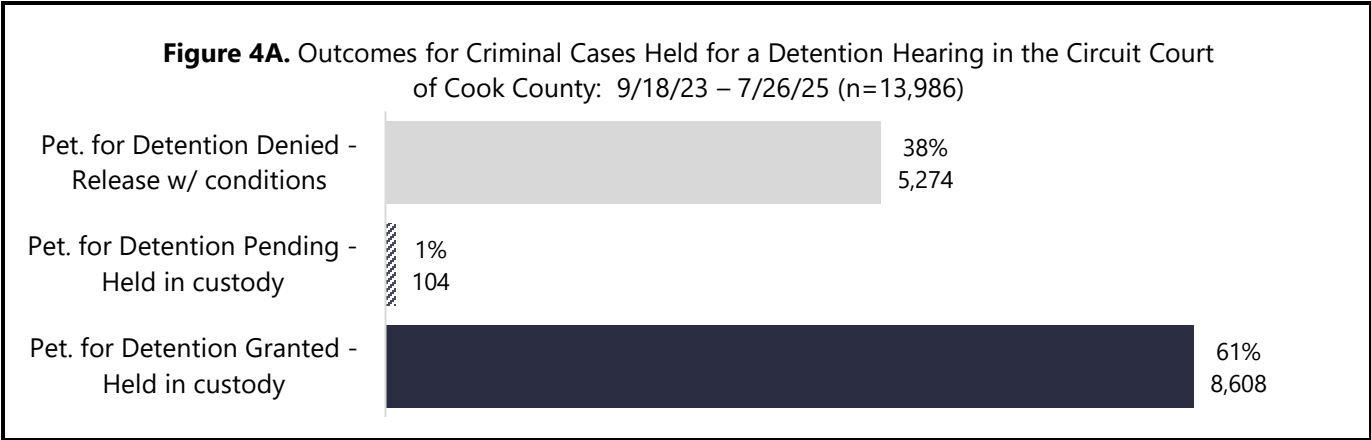 Figure 4A. Outcomes for Criminal Cases Held for a Detention Hearing in the Circuit Court
of Cook County:  9/18/23 – 7/26/25 (n=13,986)
Pet. for Detention Denied -
Release w/ conditions
38%
5,274
Pet. for Detention Pending -
Held in custody
1%
104
Pet. for Detention Granted -
Held in custody
61%
8,608